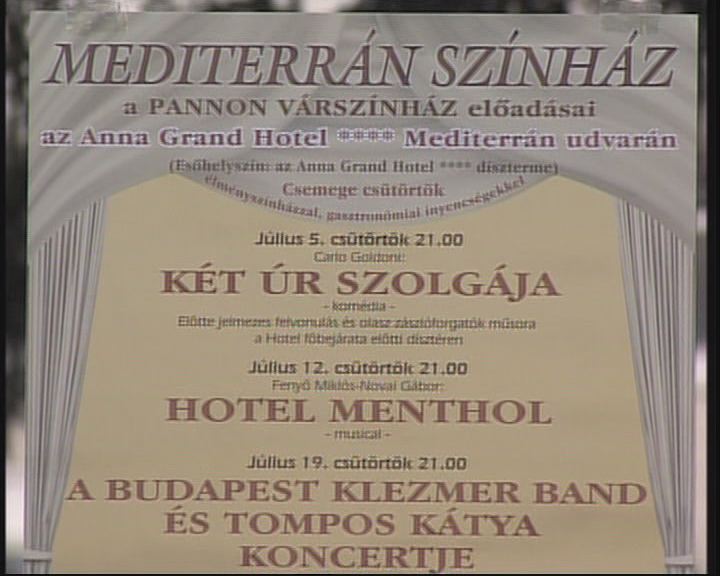 MEDITERRÁN SZÍNHÁZ
a PANNON VÁRSZÍNHÁZ előadásai
az Anna Grand Hotel **** Mediterrán udvarán
(Esőhelyszín: az Anna Grand Hotel **** díszterme)
Csemege csütörtök
élményszínházzal, gasztronómiai ínyencségekkel
Július 5. csütörtök 21.00
Carlo Goldoni:
KÉT ÚR SZOLGÁJA
- komédia -
Előtte jelmezes felvonulás és olasz zászlóforgatók műsora
a Hotel főbejárata előtti dísztéren
Július 12. csütörtök 21.00
Fenyő Miklós-Novai Gábor:
HOTEL MENTHOL
- musical -
Július 19. csütörtök 21.00
A BUDAPEST KLEZMER BAND
ÉS TOMPOS KÁTYA
KONCERTJE